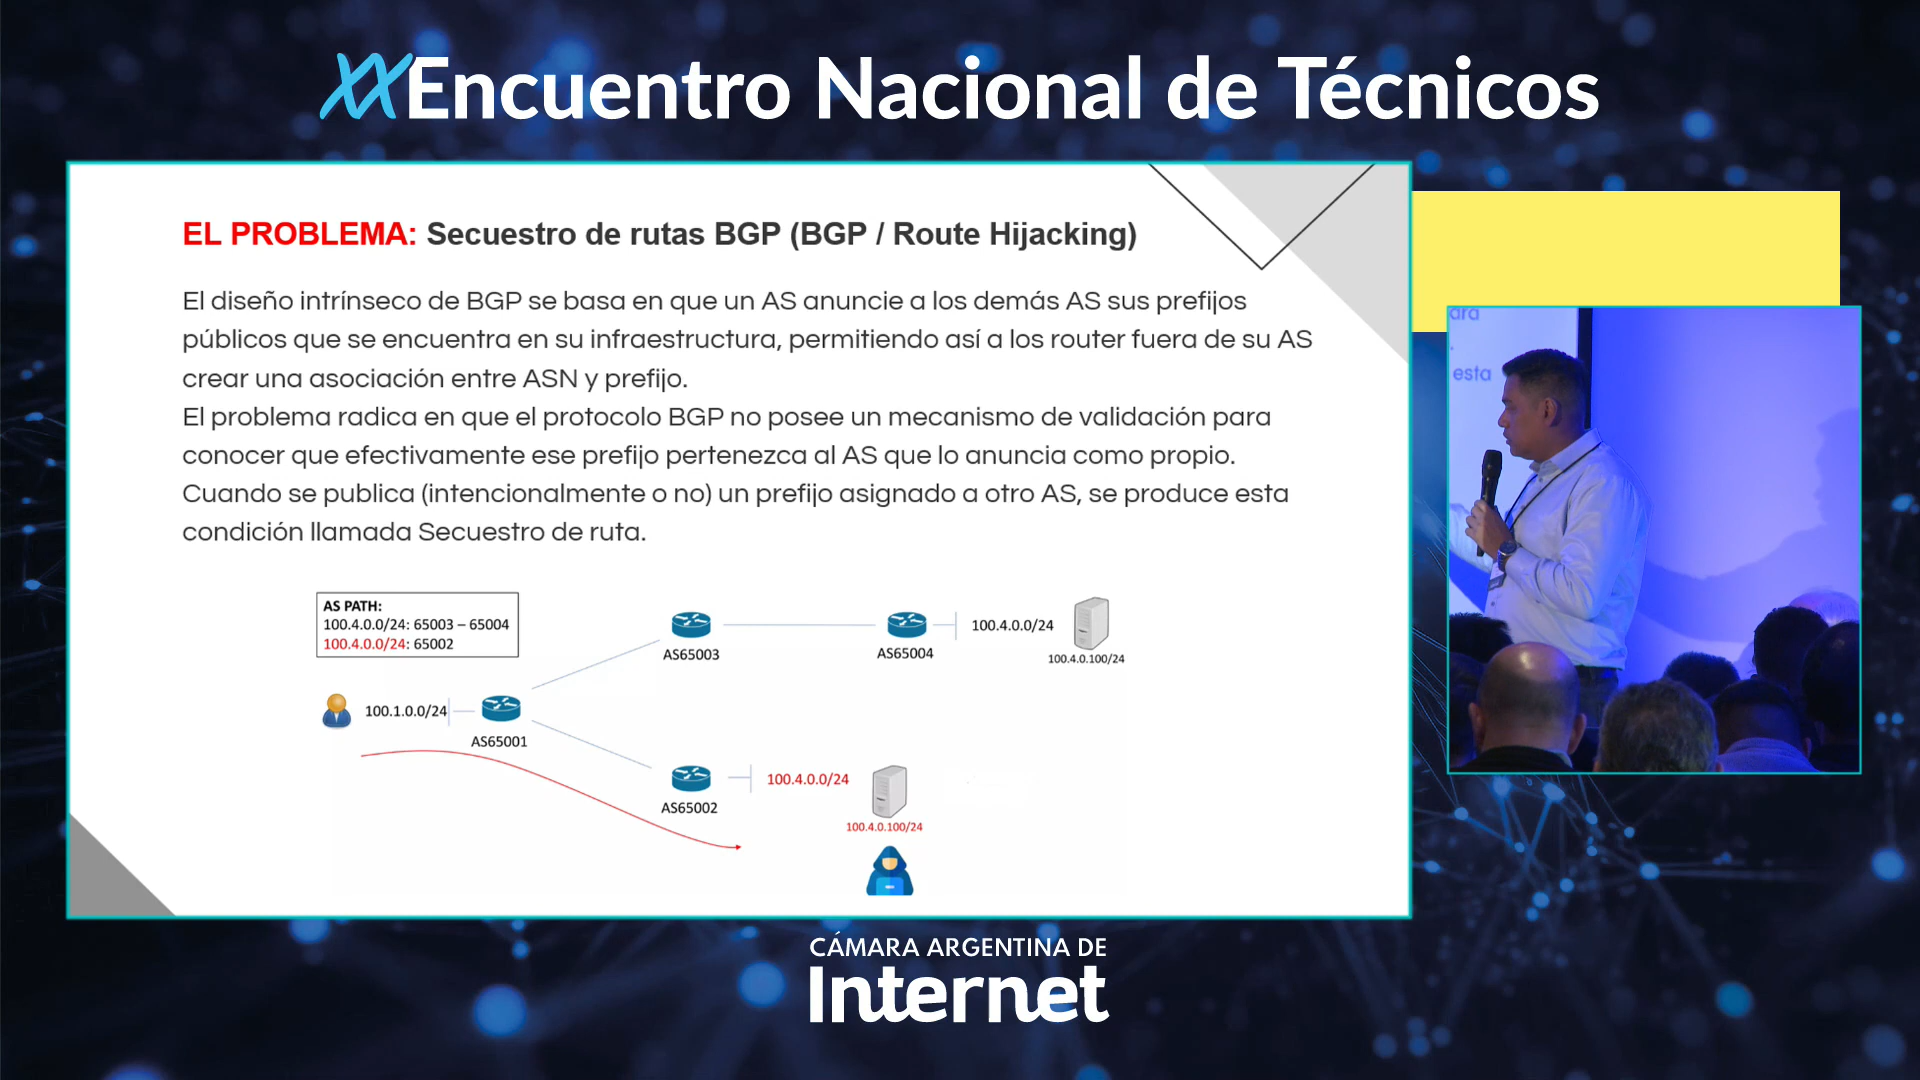 XXEncuentro Nacional de Técnicos
EL PROBLEMA: Secuestro de rutas BGP (BGP / Route Hijacking)
El diseño intrínseco de BGP se basa en que un AS anuncie a los demás AS sus prefijos
públicos que se encuentra en su infraestructura, permitiendo así a los router fuera de su AS
crear una asociación entre ASN y prefijo.
El problema radica en que el protocolo BGP no posee un mecanismo de validación para
conocer que efectivamente ese prefijo pertenezca al AS que lo anuncia como propio.
Cuando se publica (intencionalmente o no) un prefijo asignado a otro AS, se produce esta
condición llamada Secuestro de ruta.
AS PATH:
100.4.0.0/24: 65003 – 65004
100.4.0.0/24: 65002
AS65003
AS65004
100.4.0.0/24
100.4.0.100/24
100.1.0.0/24
AS65001
AS65002
100.4.0.0/24
100.4.0.100/24
esta
CÁMARA ARGENTINA DE
Internet